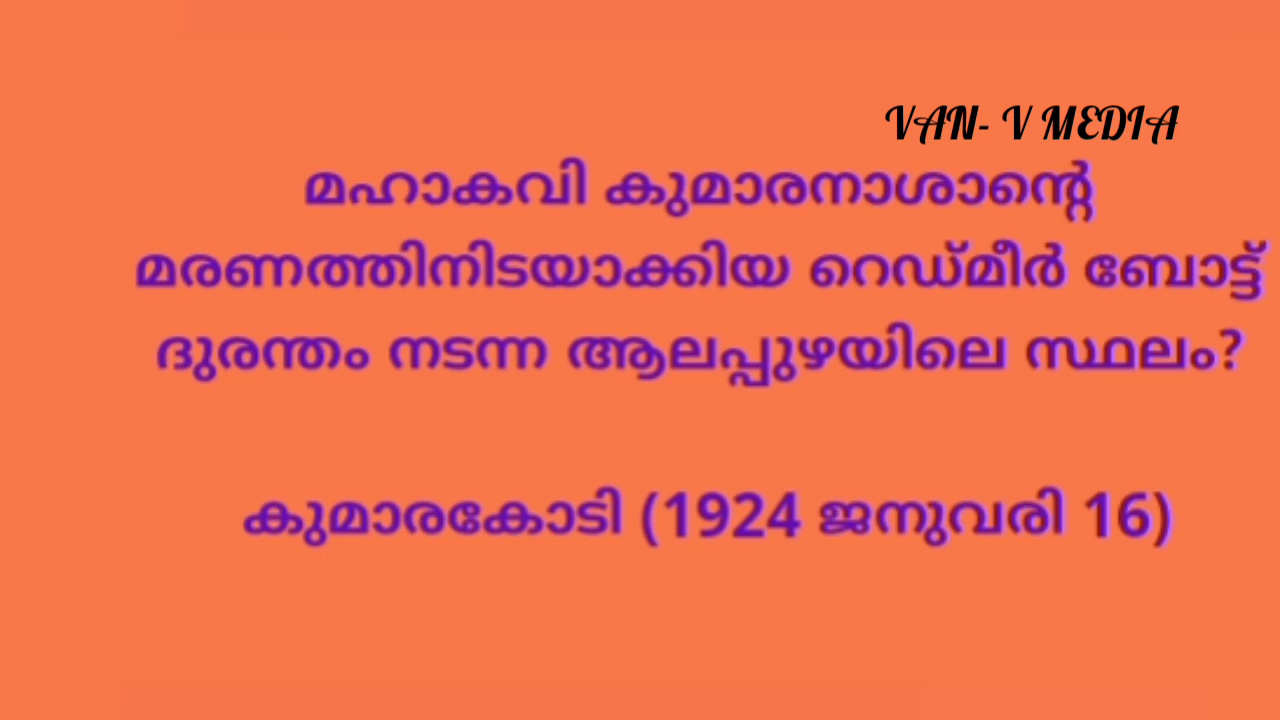 VAN- V MEDIA
മഹാകവി കുമാരനാശാന്റെ
മരണത്തിനിടയാക്കിയ റെഡ്മീർ ബോട്ട്
ദുരന്തം നടന്ന ആലപ്പുഴയിലെ സ്ഥലം?
കുമാരകോടി (1924 ജനുവരി 16)